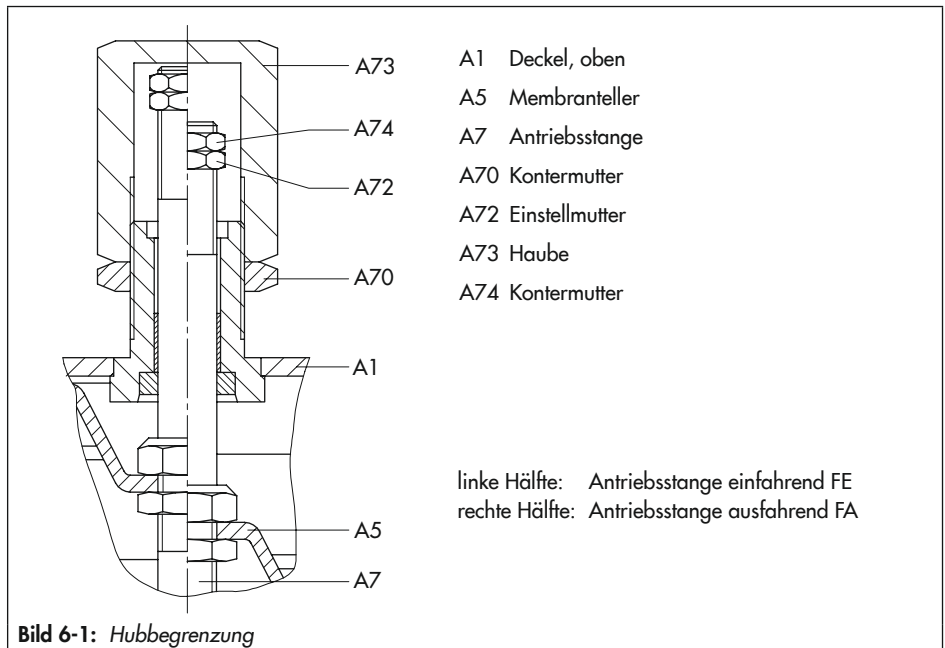 A73
A74
A72
A70
A1
A5
A7
A1 Deckel, oben
A5 Membranteller
A7 Antriebsstange
A70 Kontermutter
A72 Einstellmutter
A73 Haube
A74 Kontermutter
linke Hälfte: Antriebsstange einfahrend FE
rechte Hälfte: Antriebsstange ausfahrend FA
Bild 6-1: Hubbegrenzung